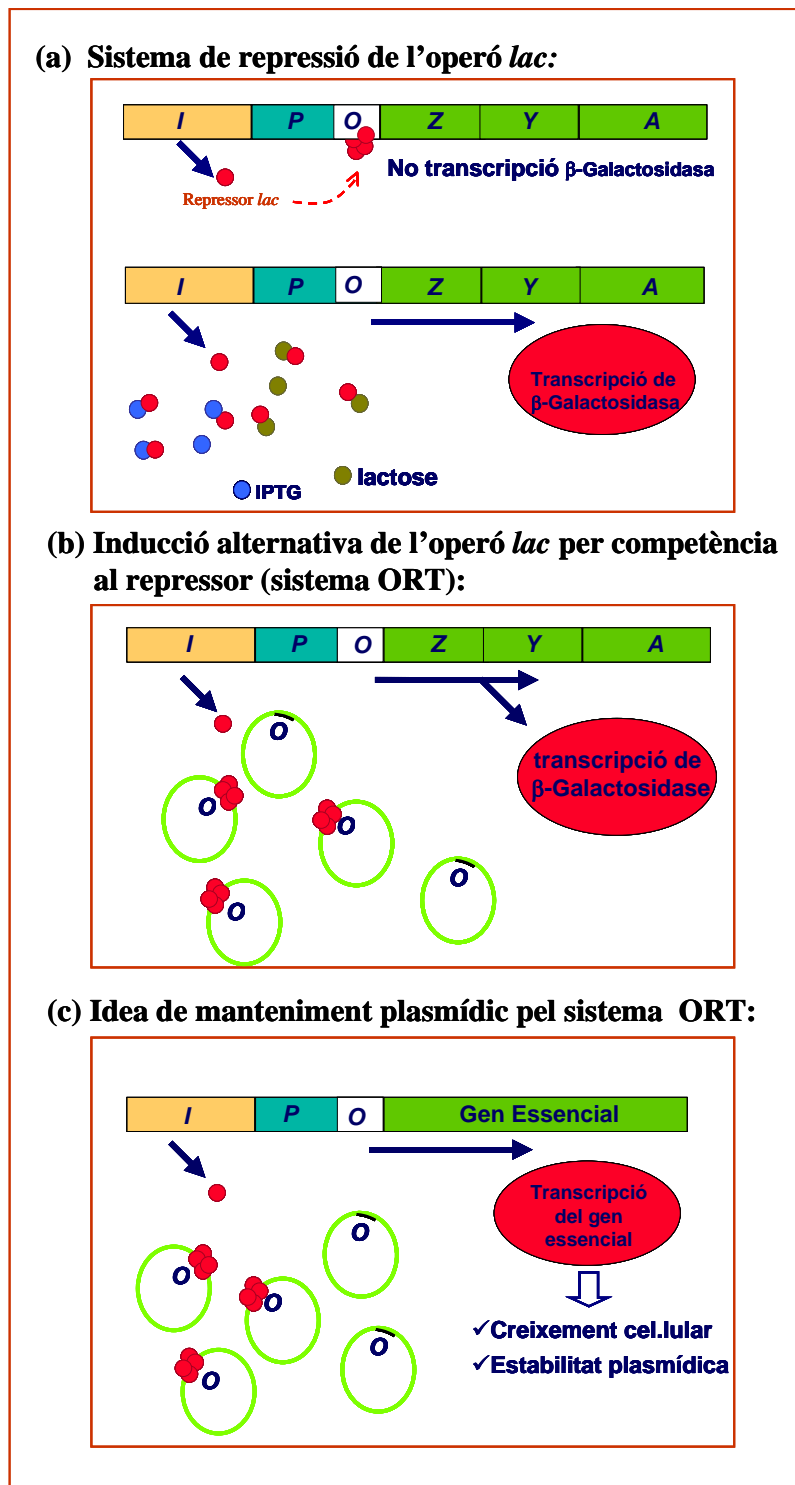 (a) Sistema de repressió de l'operó lac:
I P O Z Y A
No transcripció β-Galactosidasa
Repressor lac
I P O Z Y A
Transcripció de
β-Galactosidasa
IPTG
lactose
(b) Inducció alternativa de l'operó lac per competència
al repressor (sistema ORT):
I P O Z Y A
O
transcripció de
β-Galactosidase
O
O
O
O
(c) Idea de manteniment plasmídic pel sistema ORT:
I P O Gen Essencial
Transcripció
del gen
essencial
O
O
O
✓Creixement cel.lular
O
✓Estabilitat plasmídica
O